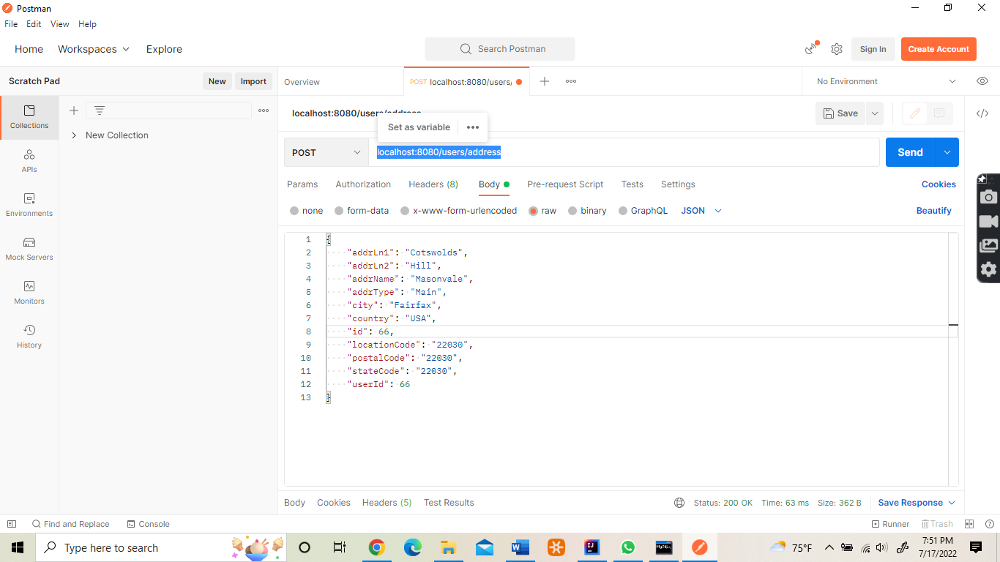 Postman
File Edit View Help
Home Workspaces Explore Search Postman Sign In Create Account
Scratch Pad New Import Overview POST localhost:8080/users/ No Environment
Collections
New Collection
APIs
Environments
Mock Servers
Monitors
History
localhost:8080/users/address Save
Set as variable
POST localhost:8080/users/address Send
Params Authorization Headers (8) Body Pre-request Script Tests Settings Cookies
none form-data x-www-form-urlencoded raw binary GraphQL JSON Beautify
1 {
2 "addrLn1": "Cotswolds",
3 "addrLn2": "Hill",
4 "addrName": "Masonvale",
5 "addrType": "Main",
6 "city": "Fairfax",
7 "country": "USA",
8 "id": 66,
9 "locationCode": "22030",
10 "postalCode": "22030",
11 "stateCode": "22030",
12 "userId": 66
13 }
Body Cookies Headers (5) Test Results Status: 200 OK Time: 63 ms Size: 362 B Save Response
Find and Replace Console Runner Trash
Type here to search 75°F 7:51 PM
7/17/2022